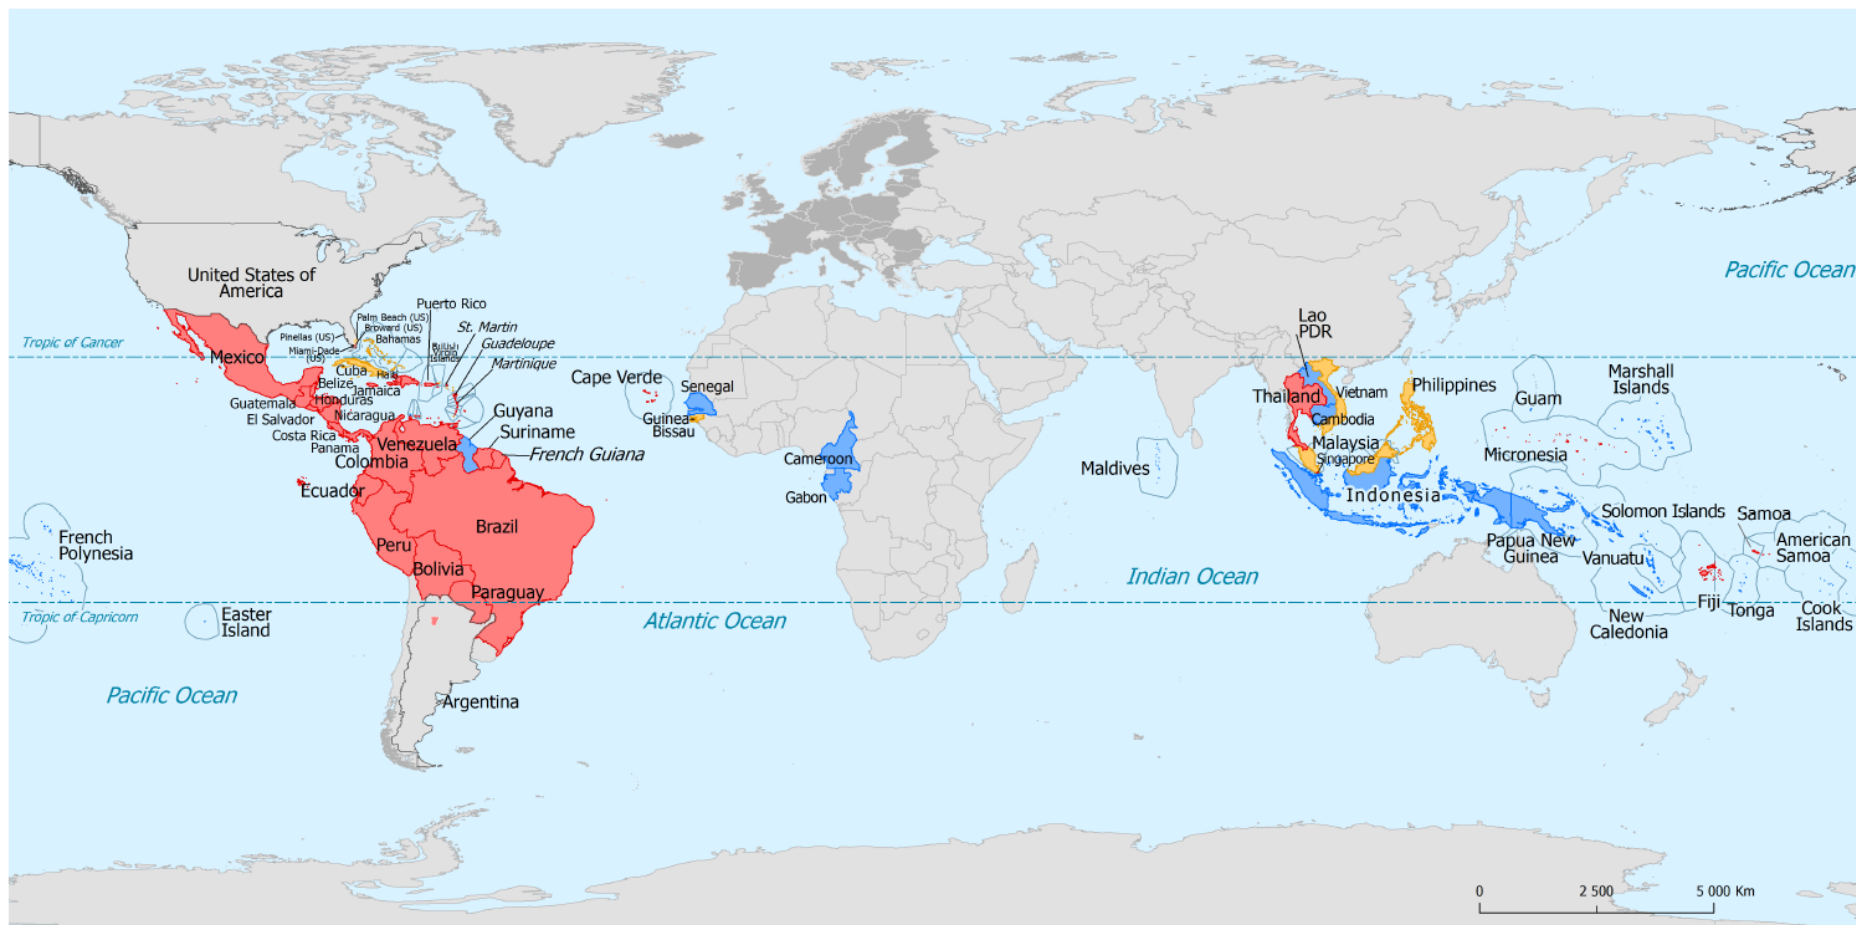 Pacific Ocean
United States of
America
Puerto Rico
Palm Beach (US)
Broward (US)
St. Martin
Pinellas (US)
Bahamas
Guadeloupe
Miami-Dade
(US)
British
Virgin
Islands
Martinique
Tropic of Cancer
Mexico
Cuba
Haiti
Belize
Jamaica
Honduras
Guatemala
Nicaragua
El Salvador
Costa Rica
Panama
Venezuela
Colombia
Guyana
Suriname
French Guiana
Ecuador
Brazil
Peru
Bolivia
Paraguay
Argentina
French
Polynesia
Easter
Island
Tropic of Capricorn
Pacific Ocean
Atlantic Ocean
Cape Verde
Senegal
Guinea-
Bissau
Cameroon
Gabon
Maldives
Indian Ocean
Lao
PDR
Thailand
Vietnam
Cambodia
Philippines
Malaysia
Singapore
Indonesia
Guam
Marshall
Islands
Micronesia
Solomon Islands
Samoa
American
Samoa
Papua New
Guinea
Vanuatu
Fiji
Tonga
Cook
Islands
New
Caledonia
0
2 500
5 000 Km